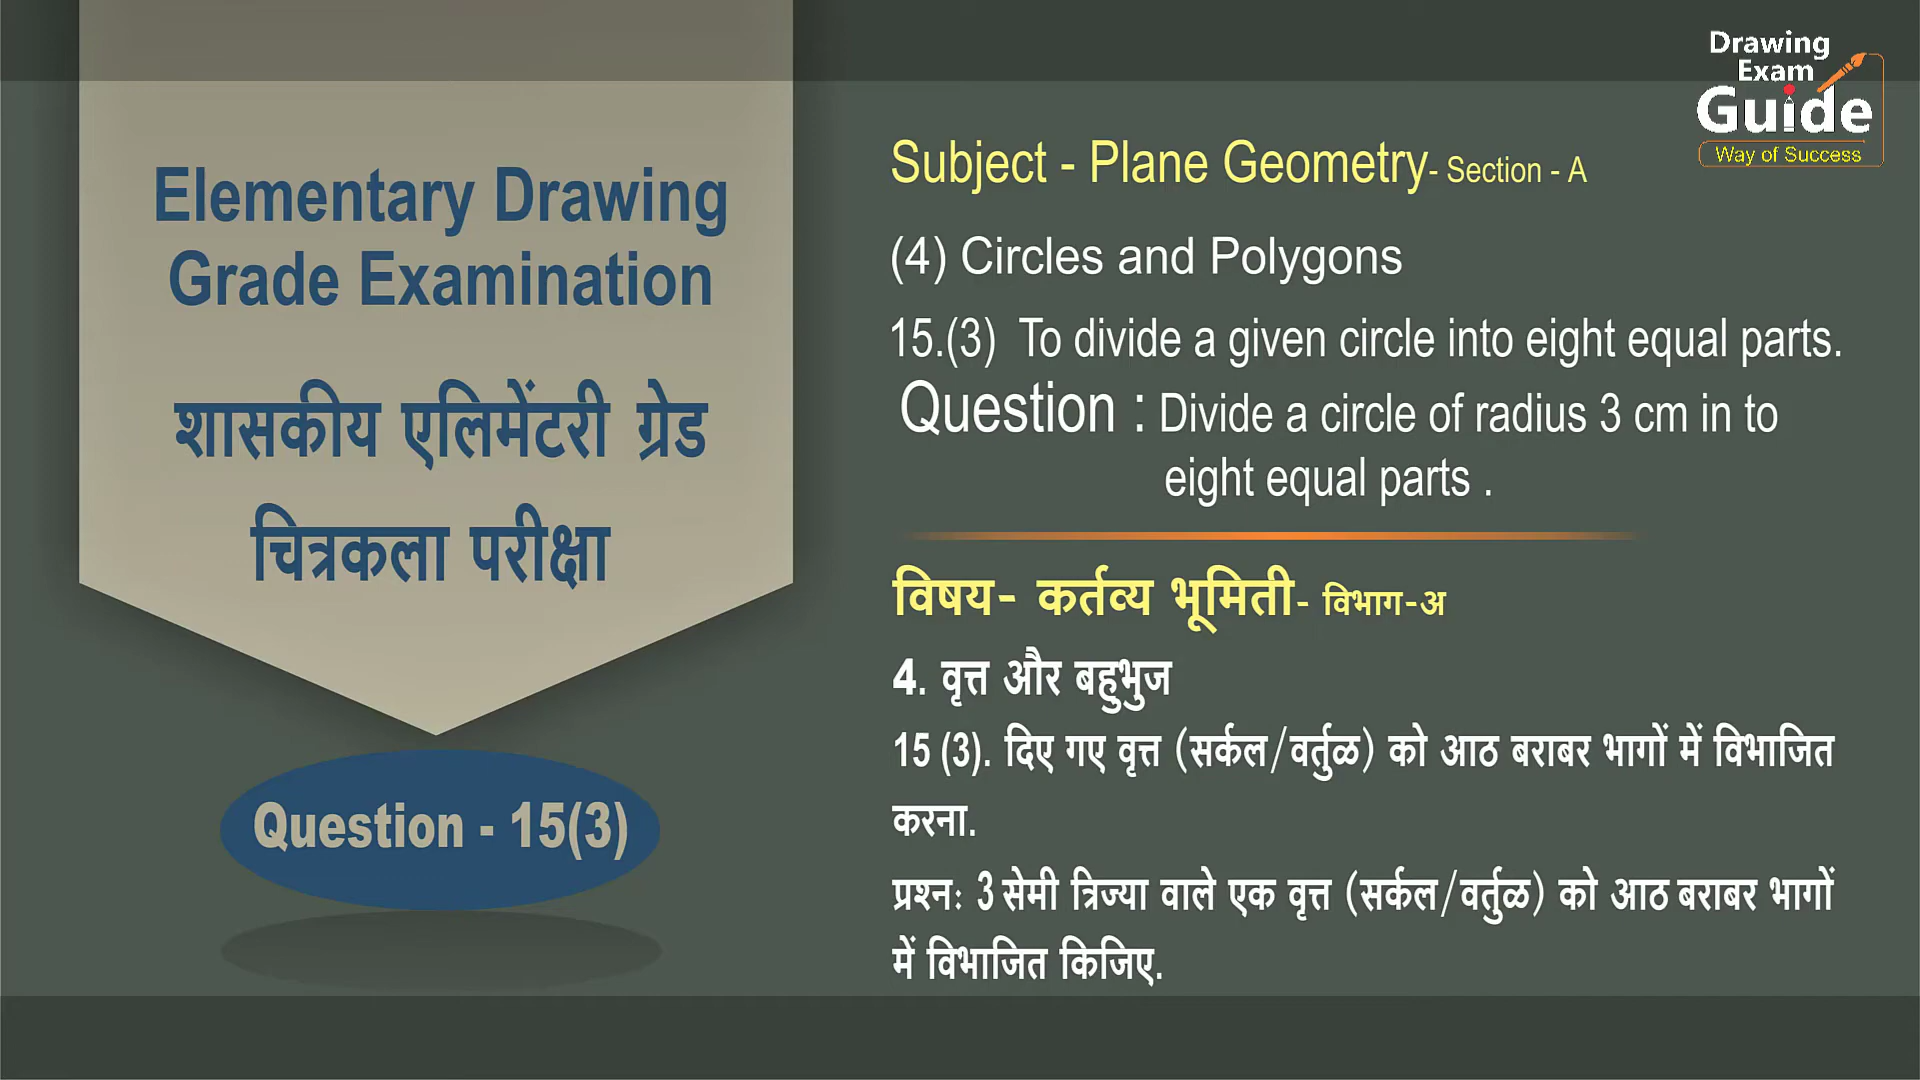 Drawing
Exam
Guide
Way of Success
Elementary Drawing
Grade Examination
शासकीय एलिमेंटरी ग्रेड
चित्रकला परीक्षा
Question - 15(3)
Subject - Plane Geometry- Section - A
(4) Circles and Polygons
15.(3) To divide a given circle into eight equal parts.
Question : Divide a circle of radius 3 cm in to
eight equal parts .
विषय- कर्तव्य भूमिती- विभाग-अ
4. वृत्त और बहुभुज
15 (3). दिए गए वृत्त (सर्कल/वर्तुळ) को आठ बराबर भागों में विभाजित
करना.
प्रश्नः 3 सेमी त्रिज्या वाले एक वृत्त (सर्कल/वर्तुळ) को आठ बराबर भागों
में विभाजित किजिए.